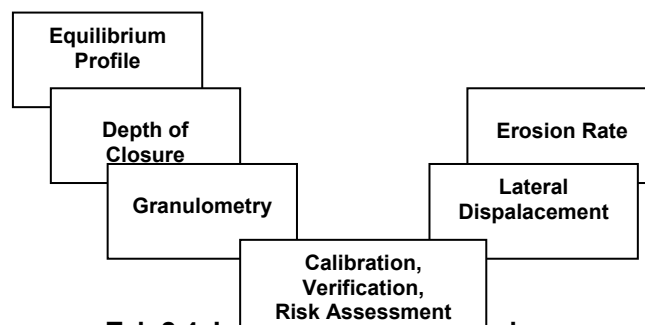 Equilibrium
Profile
Depth of
Closure
Erosion Rate
Granulometry
Lateral
Dispalacement
Calibration,
Verification,
Risk Assessment